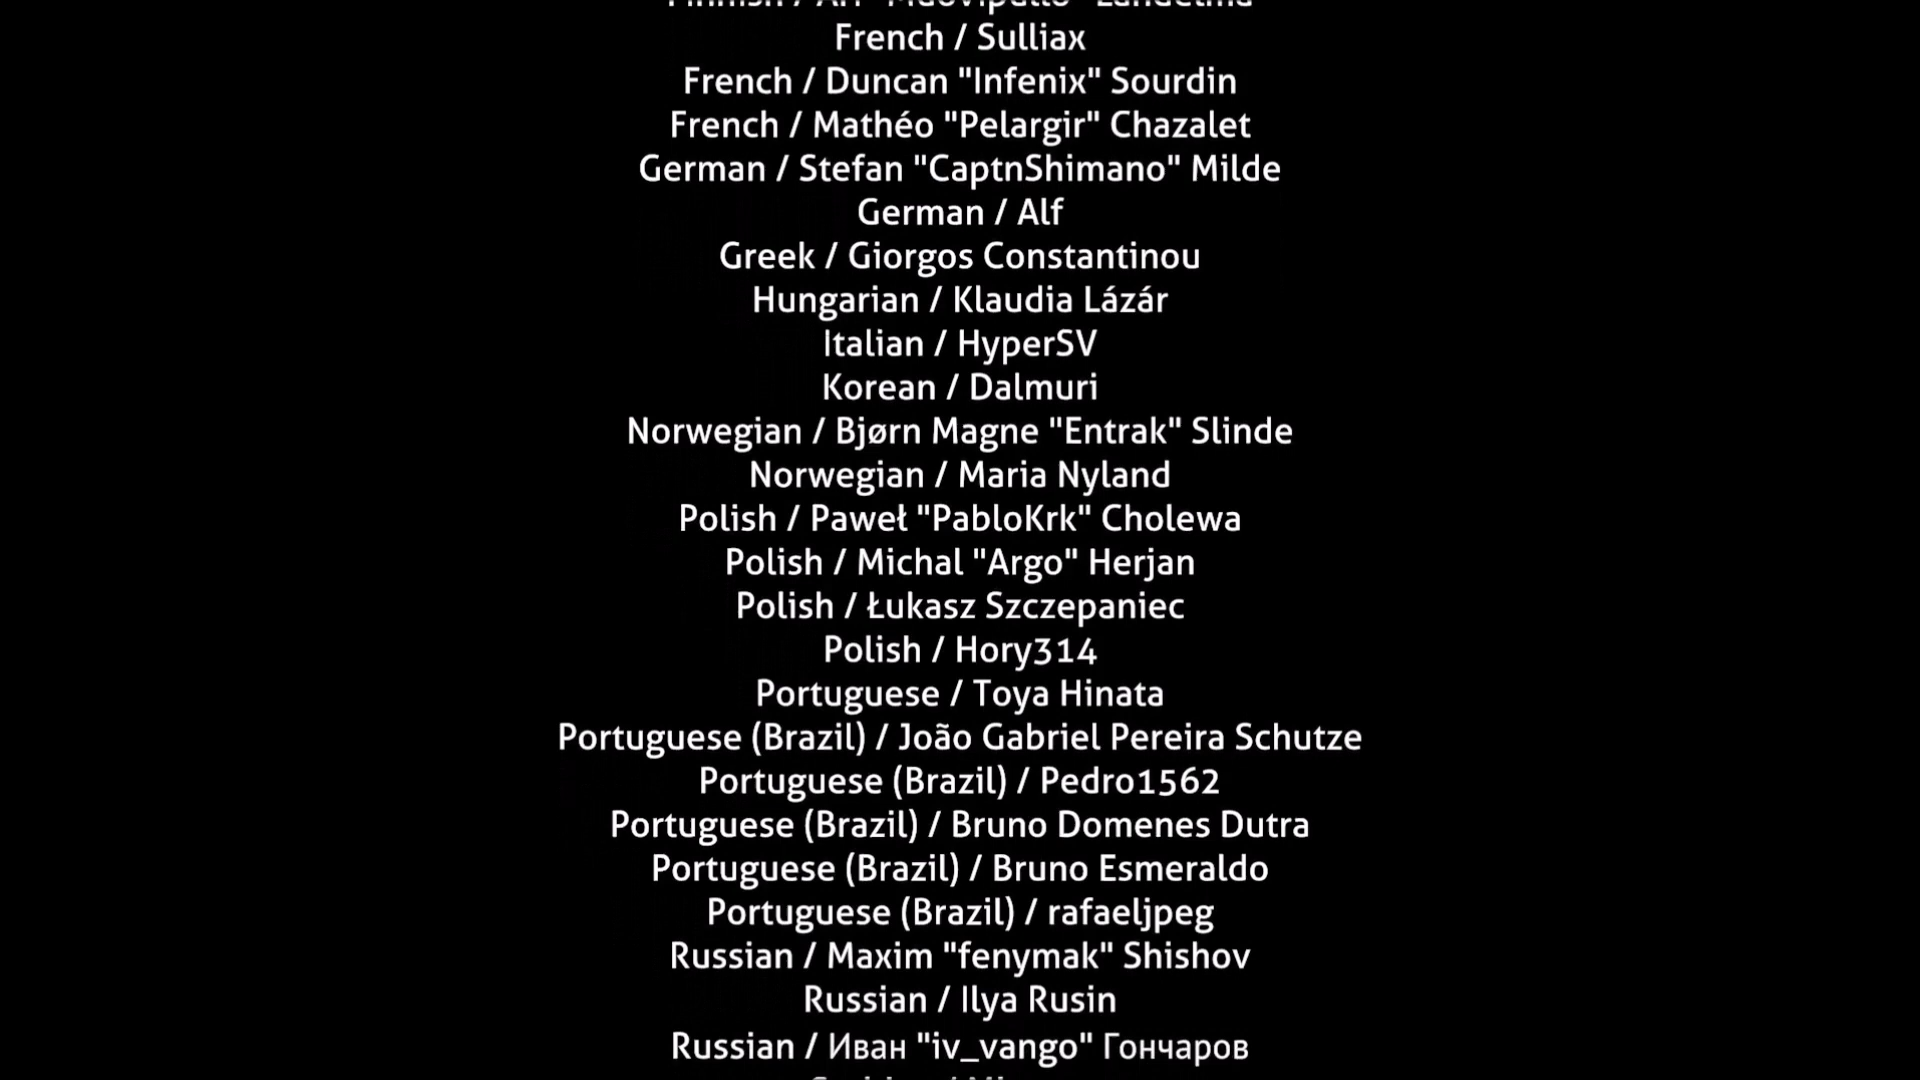 French / Sulliax
French / Duncan "Infenix" Sourdin
French / Mathéo "Pelargir" Chazalet
German / Stefan "CaptnShimano" Milde
German / Alf
Greek / Giorgos Constantinou
Hungarian / Klaudia Lázár
Italian / HyperSV
Korean / Dalmuri
Norwegian / Bjørn Magne "Entrak" Slinde
Norwegian / Maria Nyland
Polish / Paweł "PabloKrk" Cholewa
Polish / Michal "Argo" Herjan
Polish / Łukasz Szczepaniec
Polish / Hory314
Portuguese / Toya Hinata
Portuguese (Brazil) / João Gabriel Pereira Schutze
Portuguese (Brazil) / Pedro1562
Portuguese (Brazil) / Bruno Domenes Dutra
Portuguese (Brazil) / Bruno Esmeraldo
Portuguese (Brazil) / rafaeljpeg
Russian / Maxim "fenymak" Shishov
Russian / Ilya Rusin
Russian / Иван "iv_vango" Гончаров